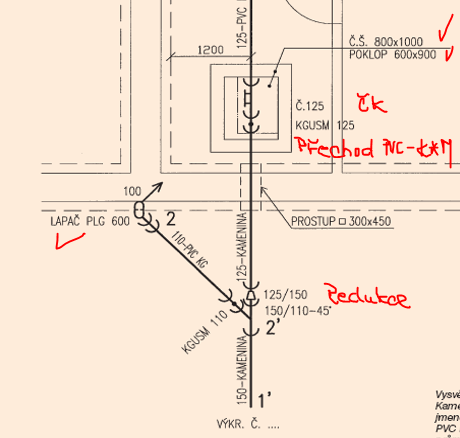 125-PVC
1200
Č.Š. 800x1000
POKLOP 600x900
Č.125
ČK
KGUSM 125
Přechod PVC-KAM
100
LAPAČ PLG 600
2
110-PVC KG
125-KAMENINA
PROSTUP □ 300x450
125/150
Redukce
150/110-45°
KGUSM 110
2'
150-KAMENINA
1'
VÝKR. Č. ....
Vysvě
Kame
jmen
PVC